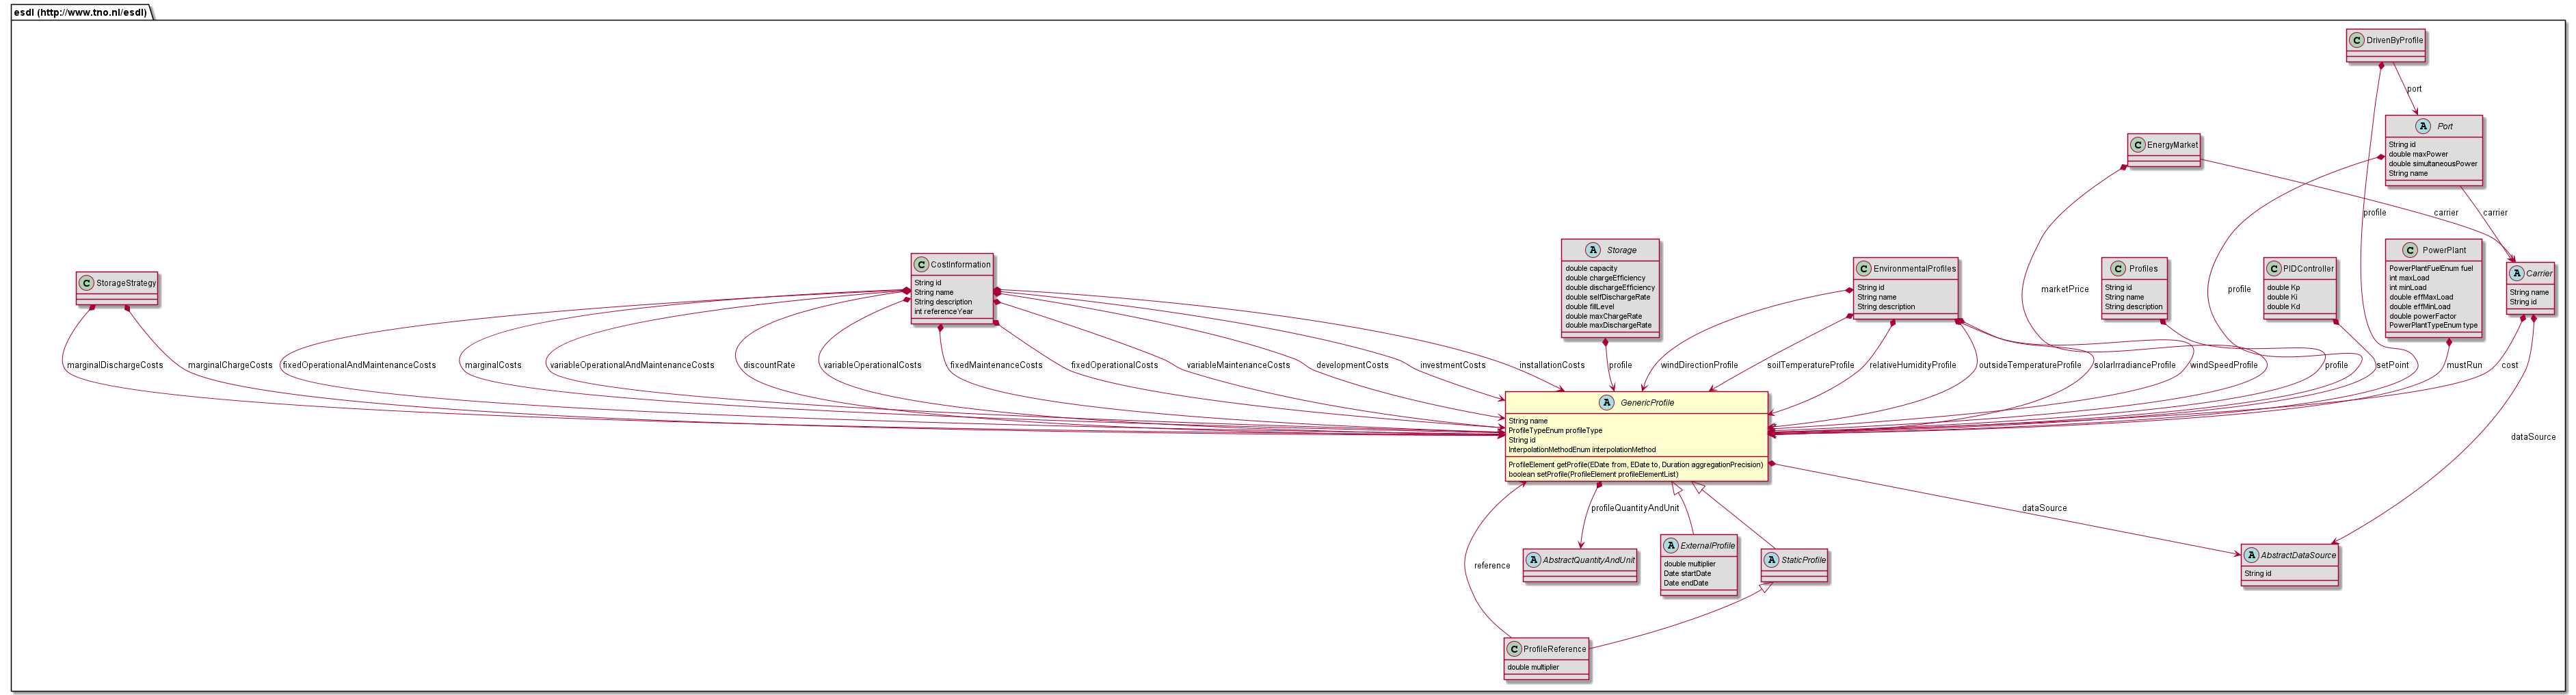 esdl (http://www.tno.nl/esdl)
C DrivenByProfile
port
A Port
String id
double maxPower
double simultaneousPower
String name
C EnergyMarket
profile
carrier
carrier
A Storage
double capacity
double chargeEfficiency
double dischargeEfficiency
double selfDischargeRate
double fillLevel
double maxChargeRate
double maxDischargeRate
C PowerPlant
PowerPlantFuelEnum fuel
int maxLoad
int minLoad
double effMaxLoad
double effMinLoad
double powerFactor
PowerPlantTypeEnum type
C CostInformation
String id
String name
String description
int referenceYear
C EnvironmentalProfiles
String id
String name
String description
marketPrice
C Profiles
String id
String name
String description
profile
C PIDController
double Kp
double Ki
double Kd
A Carrier
String name
String id
C StorageStrategy
marginalDischargeCosts
marginalChargeCosts
fixedOperationalAndMaintenanceCosts
marginalCosts
variableOperationalAndMaintenanceCosts
discountRate
variableOperationalCosts
fixedMaintenanceCosts
fixedOperationalCosts
variableMaintenanceCosts
developmentCosts
investmentCosts
installationCosts
profile
windDirectionProfile
soilTemperatureProfile
relativeHumidityProfile
outsideTemperatureProfile
solarIrradianceProfile
windSpeedProfile
profile
setPoint
mustRun
cost
A GenericProfile
String name
ProfileTypeEnum profileType
String id
InterpolationMethodEnum interpolationMethod
ProfileElement getProfile(EDate from, EDate to, Duration aggregationPrecision)
boolean setProfile(ProfileElement profileElementList)
dataSource
profileQuantityAndUnit
dataSource
A AbstractQuantityAndUnit
A ExternalProfile
double multiplier
Date startDate
Date endDate
A StaticProfile
A AbstractDataSource
String id
reference
C ProfileReference
double multiplier